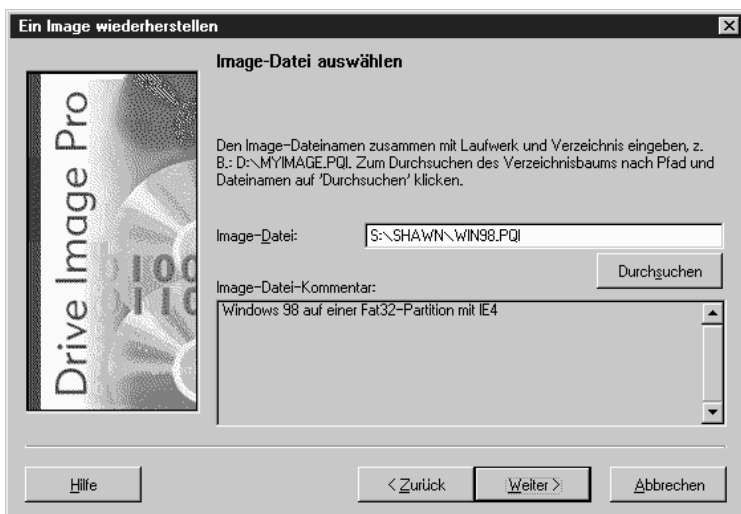 Ein Image wiederherstellen
Drive Image Pro
100
110
Image-Datei auswählen
Den Image-Dateinamen zusammen mit Laufwerk und Verzeichnis eingeben, z.
B.: D:\MYIMAGE.PQI. Zum Durchsuchen des Verzeichnisbaums nach Pfad und
Dateinamen auf 'Durchsuchen' klicken.
Image-Datei: S:\SHAWN\WIN98.PQI
Durchsuchen
Image-Datei-Kommentar:
Windows 98 auf einer Fat32-Partition mit IE4
Hilfe < Zurück Weiter > Abbrechen